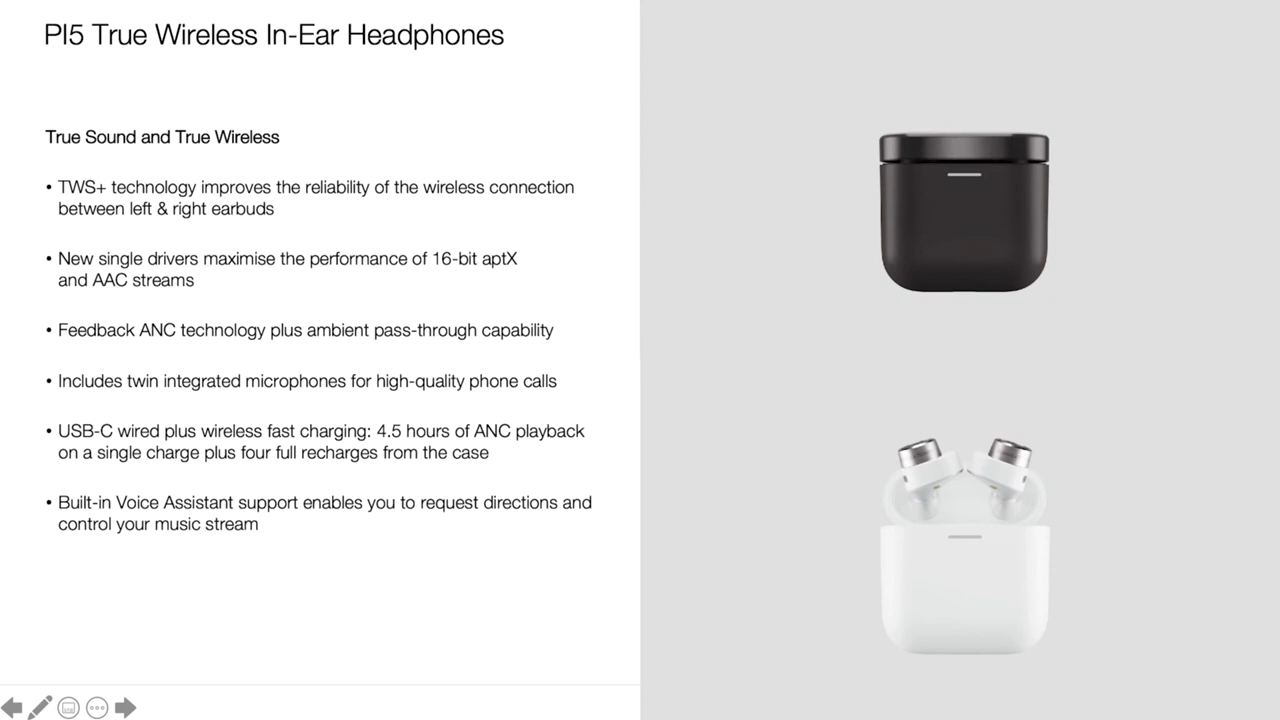 PI5 True Wireless In-Ear Headphones
True Sound and True Wireless
• TWS+ technology improves the reliability of the wireless connection
between left & right earbuds
• New single drivers maximise the performance of 16-bit aptX
and AAC streams
• Feedback ANC technology plus ambient pass-through capability
• Includes twin integrated microphones for high-quality phone calls
• USB-C wired plus wireless fast charging: 4.5 hours of ANC playback
on a single charge plus four full recharges from the case
• Built-in Voice Assistant support enables you to request directions and
control your music stream